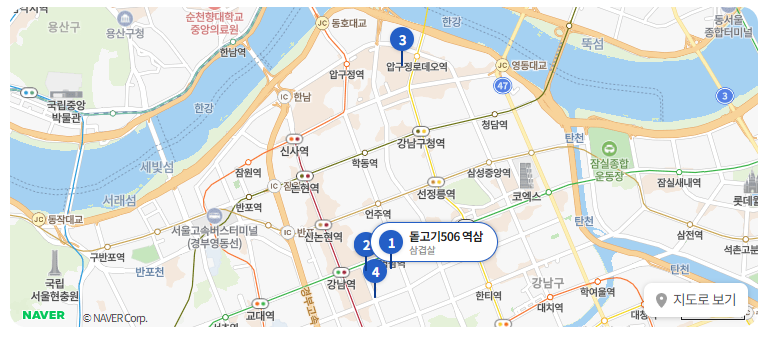 순천향대학교
중앙의료원
용산구
용산구청
한남역
동호대교
한강
3
뚝섬
동서울
종합터미널
압구정역
압구정로데오역
영동대교
47
3
국립중앙
박물관
한강
한남
청담역
강남구청역
탄천
신사역
학동역
세빛섬
잠원역
논현역
삼성중앙역
잠실종합
운동장
잠실새내역
선정릉역
코엑스
서래섬
반포역
언주역
동작대교
서울고속버스터미널
(경부영동선)
신논현역
2
1
돝고기506 역삼
삼겹살
탄천
삼전역
석촌고분
구반포역
반포천
국립
서울현충원
강남역
4
탄천
강남구
한티역
학여울역
대치역
지도로 보기
경부고속
교대역
NAVER
© NAVER Corp.